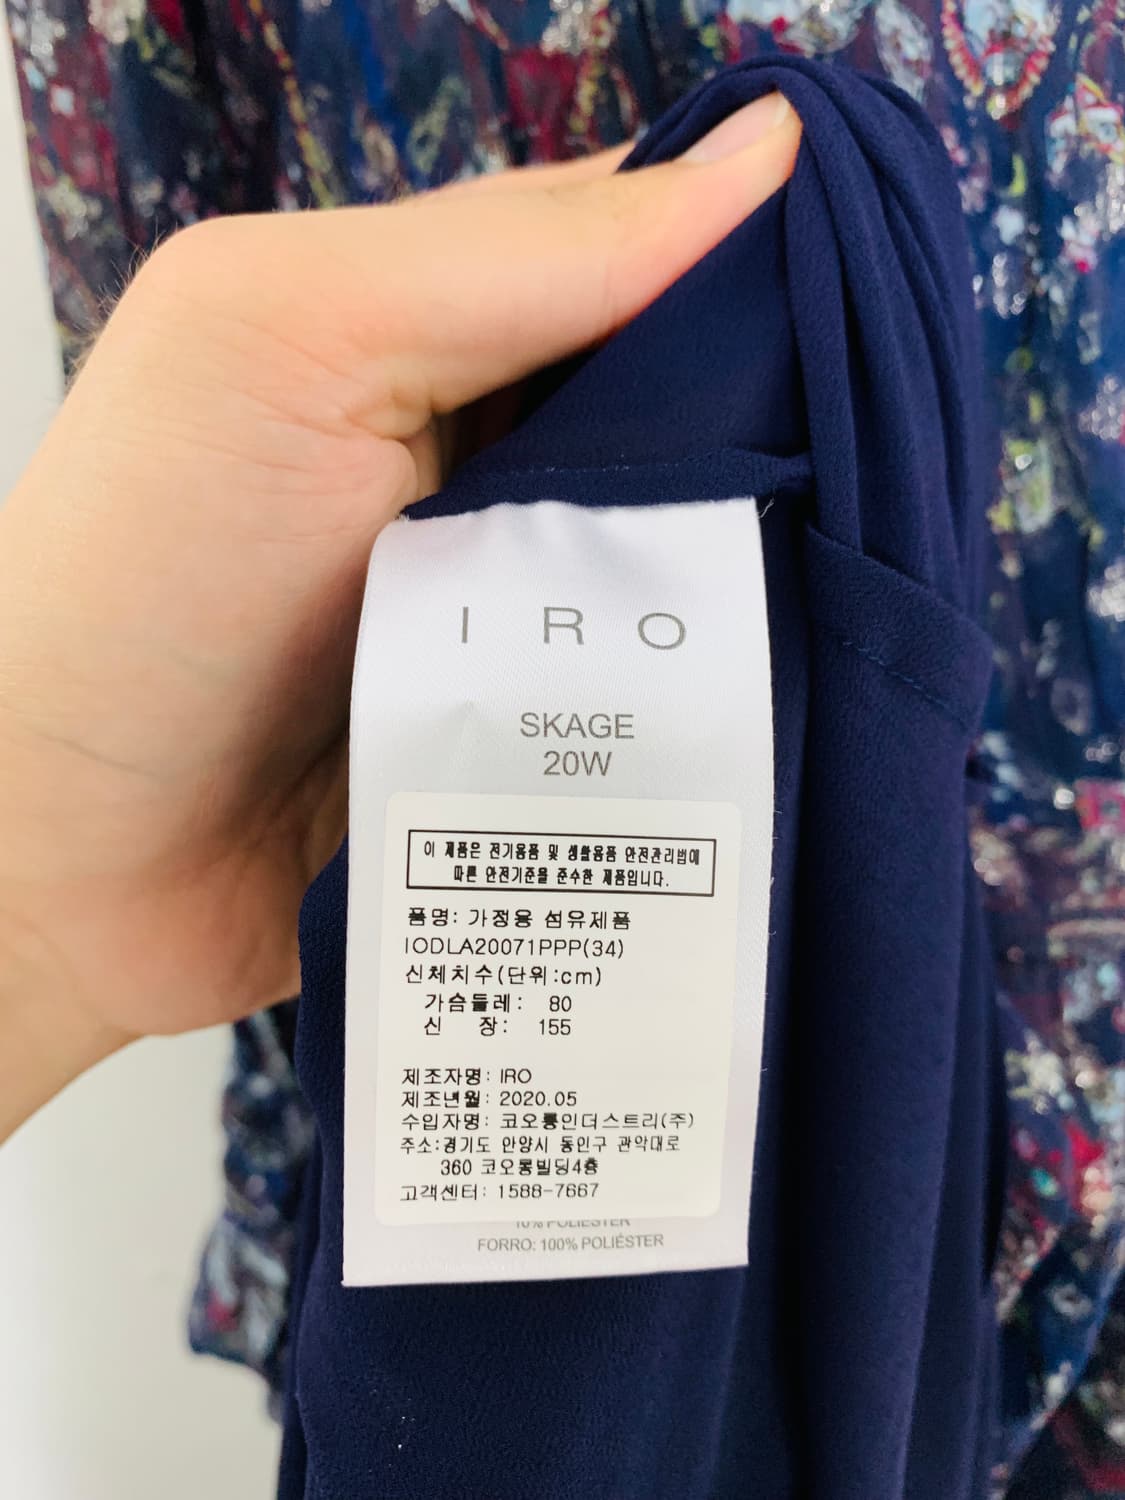 I R O
SKAGE
20W
이 제품은 전기용품 및 생활용품 안전관리법에
따른 안전기준을 준수한 제품입니다.
품명: 가정용 섬유제품
IODLA20071PPP(34)
신체치수(단위:cm)
가슴둘레: 80
신 장: 155
제조자명: IRO
제조년월: 2020.05
수입자명: 코오롱인더스트리(주)
주소:경기도 안양시 동안구 관악대로
360 코오롱빌딩4층
고객센터: 1588-7667
10% POLIÉSTER
FORRO: 100% POLIÉSTER